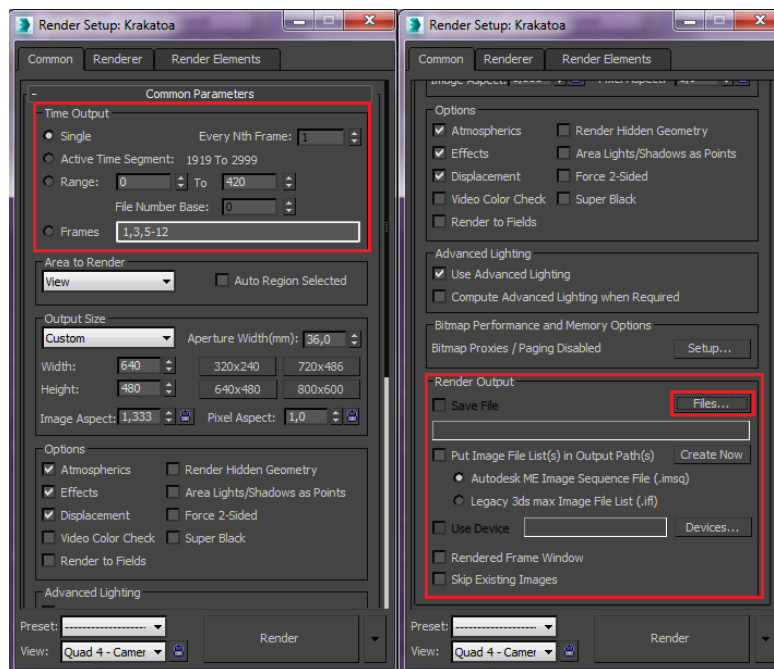 Render Setup: Krakatoa
Common Renderer Render Elements
- Common Parameters
Time Output
Single Every Nth Frame: 1
Active Time Segment: 1919 To 2999
Range: 0 To 420
File Number Base: 0
Frames 1,3,5-12
Area to Render
View Auto Region Selected
Output Size
Custom Aperture Width(mm): 36,0
Width: 640 320x240 720x486
Height: 480 640x480 800x600
Image Aspect: 1,333 Pixel Aspect: 1,0
Options
Atmospherics Render Hidden Geometry
Effects Area Lights/Shadows as Points
Displacement Force 2-Sided
Video Color Check Super Black
Render to Fields
Advanced Lighting
Preset: --------------------
View: Quad 4 - Camer Render
Render Setup: Krakatoa
Common Renderer Render Elements
Image Aspect: 1,333 Pixel Aspect: 1,0
Options
Atmospherics Render Hidden Geometry
Effects Area Lights/Shadows as Points
Displacement Force 2-Sided
Video Color Check Super Black
Render to Fields
Advanced Lighting
Use Advanced Lighting
Compute Advanced Lighting when Required
Bitmap Performance and Memory Options
Bitmap Proxies / Paging Disabled Setup...
Render Output
Save File Files...
Put Image File List(s) in Output Path(s) Create Now
Autodesk ME Image Sequence File (.imsq)
Legacy 3ds max Image File List (.ifl)
Use Device Devices...
Rendered Frame Window
Skip Existing Images
Preset: --------------------
View: Quad 4 - Camer Render